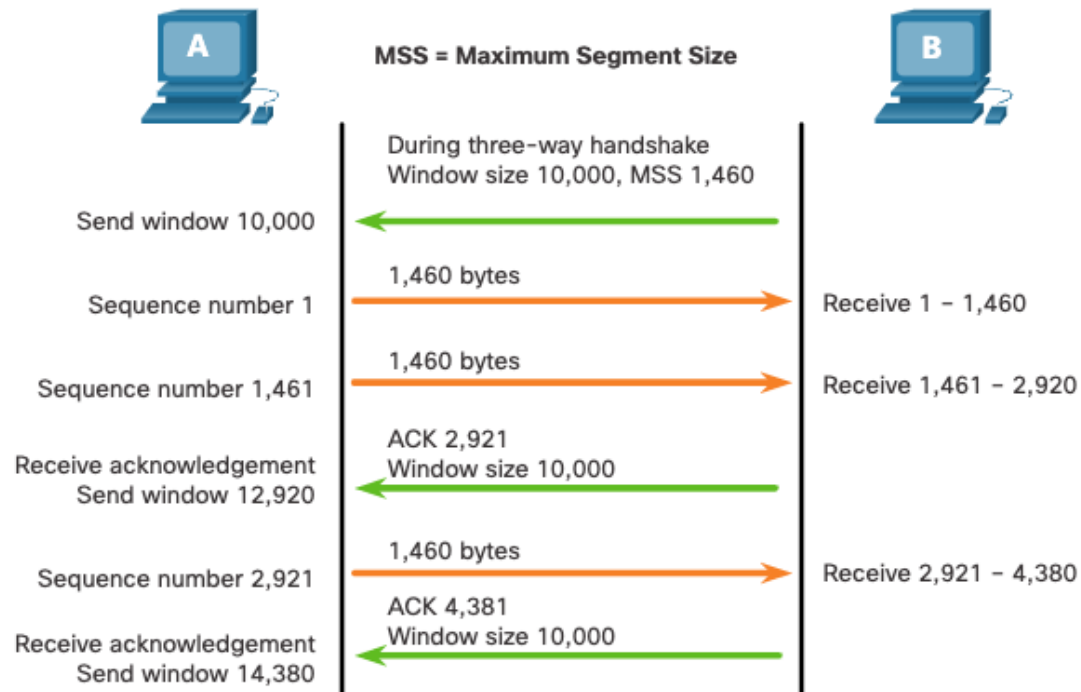 A
MSS = Maximum Segment Size
B
During three-way handshake
Window size 10,000, MSS 1,460
Send window 10,000
1,460 bytes
Sequence number 1
Receive 1 – 1,460
1,460 bytes
Sequence number 1,461
Receive 1,461 – 2,920
ACK 2,921
Window size 10,000
Receive acknowledgement
Send window 12,920
1,460 bytes
Sequence number 2,921
Receive 2,921 – 4,380
ACK 4,381
Window size 10,000
Receive acknowledgement
Send window 14,380